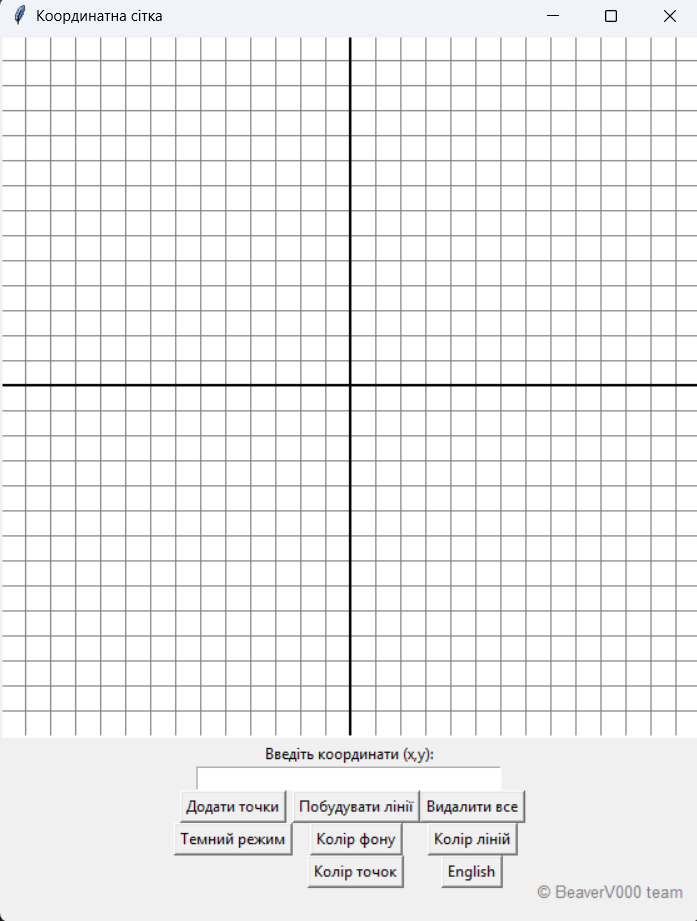 Координатна сітка
Введіть координати (x,y):
Додати точки Побудувати лінії Видалити все
Темний режим Колір фону Колір ліній
Колір точок English
© BeaverV000 team